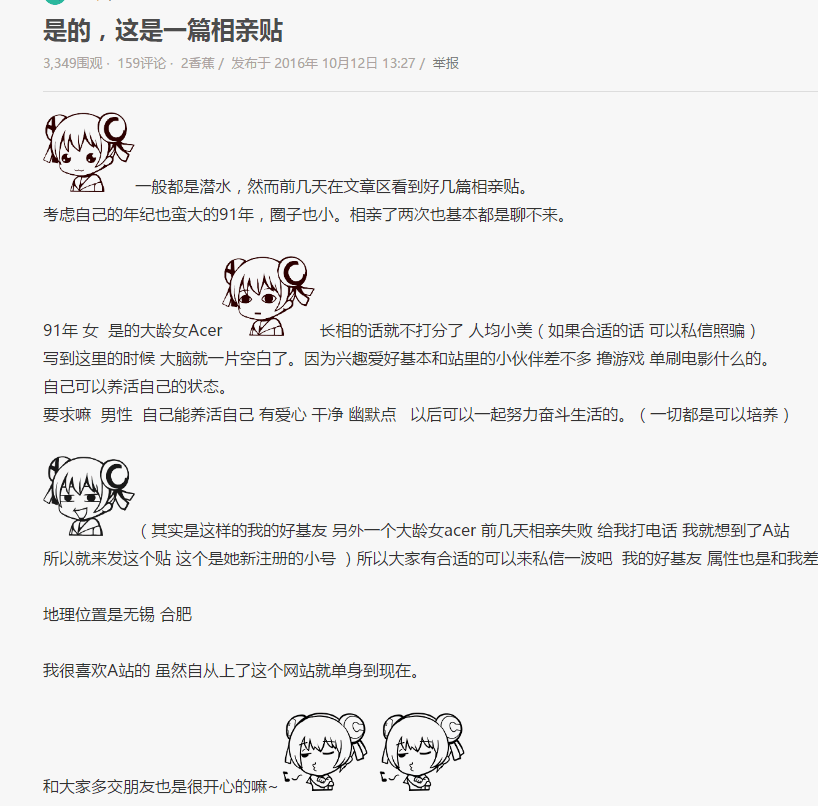 是的，这是一篇相亲贴
3,349围观 · 159评论 · 2香蕉 / 发布于 2016年 10月12日 13:27 / 举报
一般都是潜水，然而前几天在文章区看到好几篇相亲贴。
考虑自己的年纪也蛮大的91年，圈子也小。相亲了两次也基本都是聊不来。
91年 女 是的大龄女Acer 长相的话就不打分了 人均小美（如果合适的话 可以私信照骗）
写到这里的时候 大脑就一片空白了。因为兴趣爱好基本和站里的小伙伴差不多 撸游戏 单刷电影什么的。
自己可以养活自己的状态。
要求嘛 男性 自己能养活自己 有爱心 干净 幽默点 以后可以一起努力奋斗生活的。（一切都是可以培养）
（其实是这样的我的好基友 另外一个大龄女acer 前几天相亲失败 给我打电话 我就想到了A站
所以就来发这个贴 这个是她新注册的小号 ）所以大家有合适的可以来私信一波吧 我的好基友 属性也是和我差
地理位置是无锡 合肥
我很喜欢A站的 虽然自从上了这个网站就单身到现在。
和大家多交朋友也是很开心的嘛~